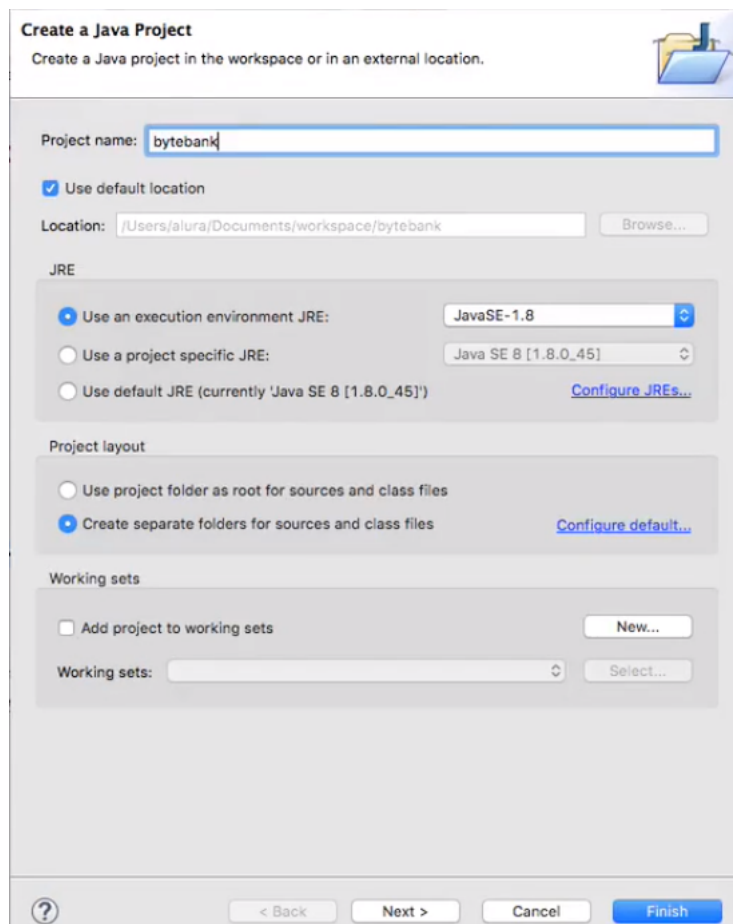 Create a Java Project
Create a Java project in the workspace or in an external location.
Project name: bytebank
Use default location
Location: /Users/alura/Documents/workspace/bytebank Browse...
JRE
Use an execution environment JRE: JavaSE-1.8
Use a project specific JRE: Java SE 8 [1.8.0_45]
Use default JRE (currently 'Java SE 8 [1.8.0_45]') Configure JREs...
Project layout
Use project folder as root for sources and class files
Create separate folders for sources and class files Configure default...
Working sets
Add project to working sets New...
Working sets: Select...
? < Back Next > Cancel Finish